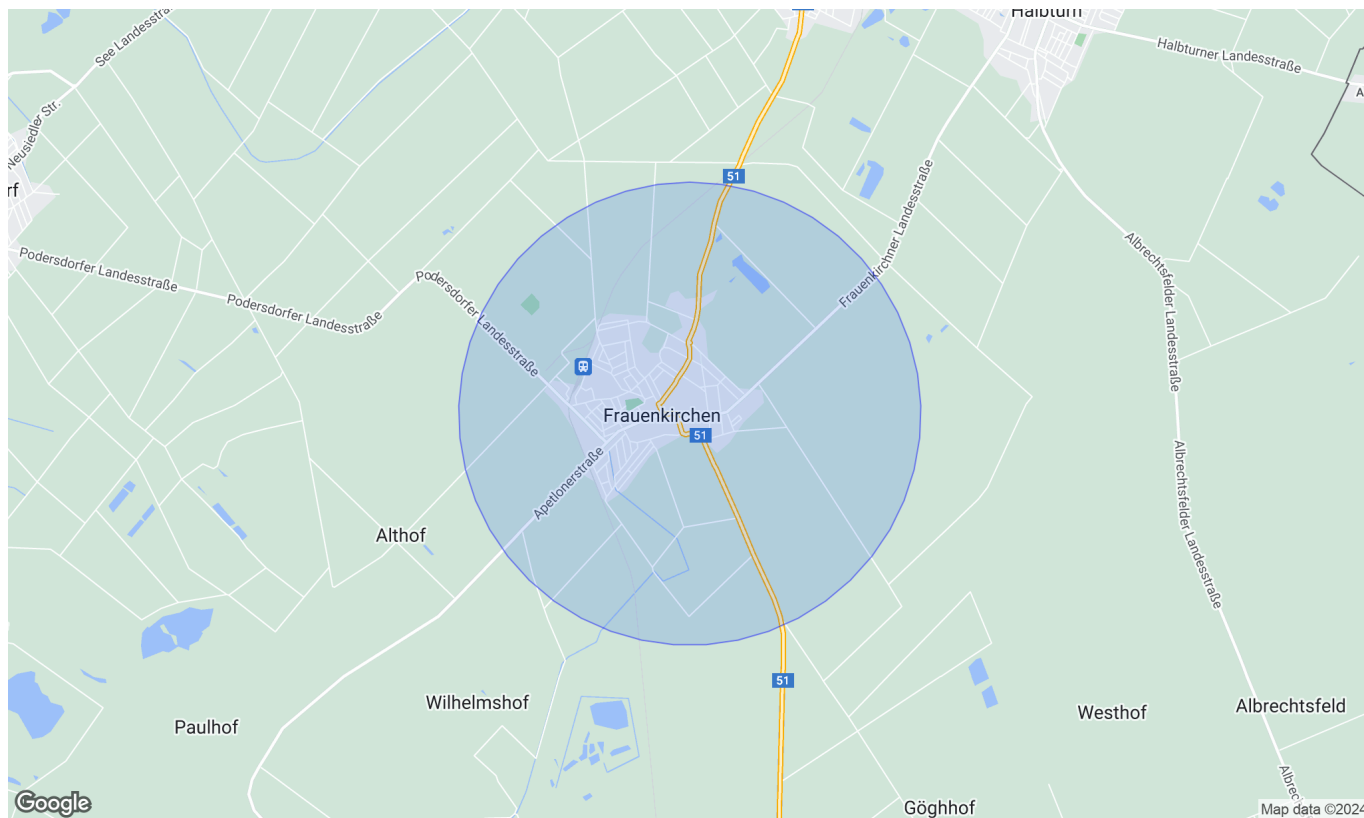 Halbturn
See Landesstraße
Halbturner Landesstraße
A
Neusiedler Str.
51
rf
Frauenkirchner Landesstraße
Podersdorfer Landesstraße
Albrechtsfelder Landesstraße
Podersdorfer Landesstraße
Podersdorfer Landesstraße
Frauenkirchen
51
Apetlonerstraße
Albrechtsfelder Landesstraße
Althof
51
Wilhelmshof
Paulhof
Westhof
Albrechtsfeld
Albrec
Göghhof
Google
Map data ©2024